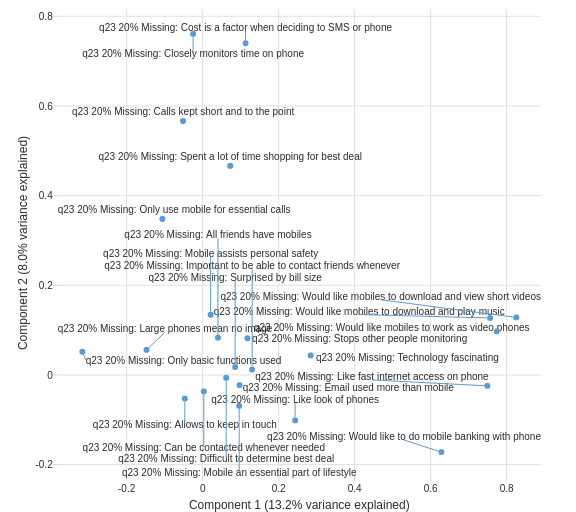 0.8
q23 20% Missing: Cost is a factor when deciding to SMS or phone
q23 20% Missing: Closely monitors time on phone
q23 20% Missing: Calls kept short and to the point
0.6
q23 20% Missing: Spent a lot of time shopping for best deal
q23 20% Missing: Only use mobile for essential calls
0.4
q23 20% Missing: All friends have mobiles
q23 20% Missing: Mobile assists personal safety
q23 20% Missing: Important to be able to contact friends whenever
q23 20% Missing: Surprised by bill size
0.2
q23 20% Missing: Would like mobiles to download and view short videos
q23 20% Missing: Would like mobiles to download and play music
q23 20% Missing: Large phones mean no image
q23 20% Missing: Would like mobiles to work as video phones
q23 20% Missing: Stops other people monitoring
q23 20% Missing: Only basic functions used
q23 20% Missing: Technology fascinating
0
q23 20% Missing: Like fast internet access on phone
q23 20% Missing: Email used more than mobile
q23 20% Missing: Like look of phones
q23 20% Missing: Allows to keep in touch
q23 20% Missing: Would like to do mobile banking with phone
q23 20% Missing: Can be contacted whenever needed
q23 20% Missing: Difficult to determine best deal
-0.2
q23 20% Missing: Mobile an essential part of lifestyle
-0.2 0 0.2 0.4 0.6 0.8
Component 1 (13.2% variance explained)
Component 2 (8.0% variance explained)